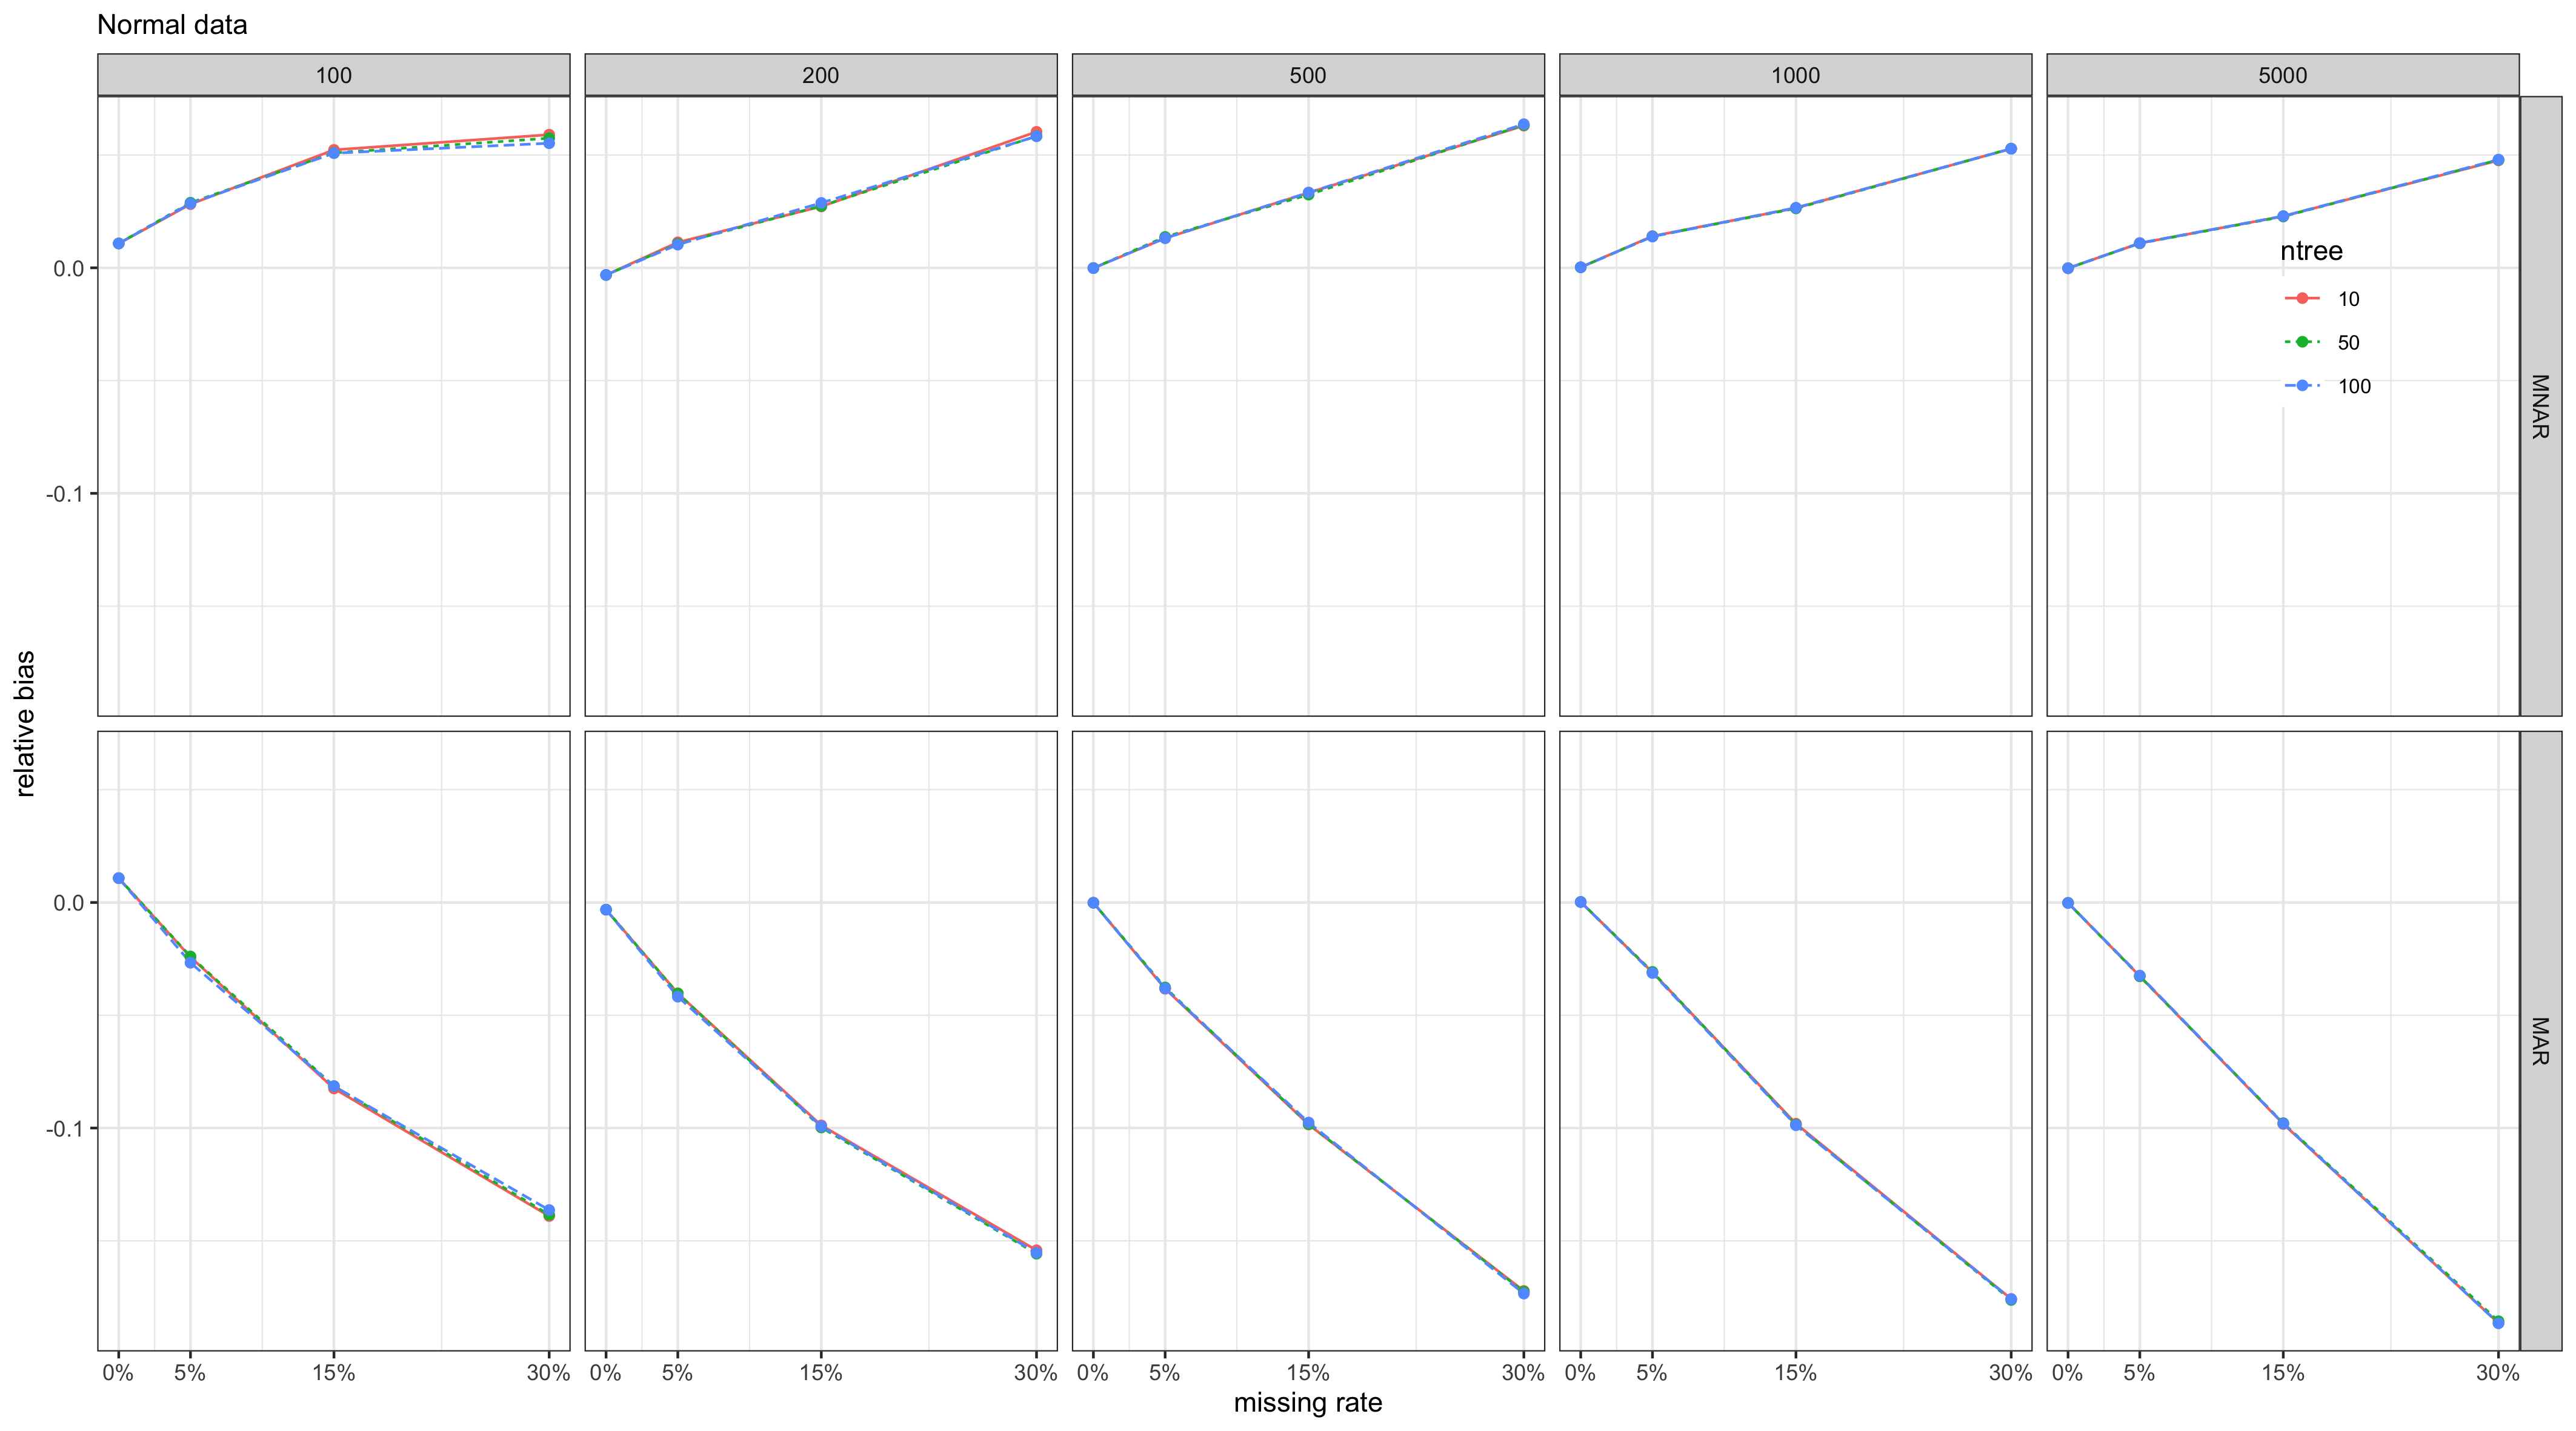 Normal data
100 200 500 1000 5000
0.0
-0.1
MNAR
ntree
10
50
100
relative bias
0.0
-0.1
MAR
0% 5% 15% 30% 0% 5% 15% 30% 0% 5% 15% 30% 0% 5% 15% 30% 0% 5% 15% 30%
missing rate